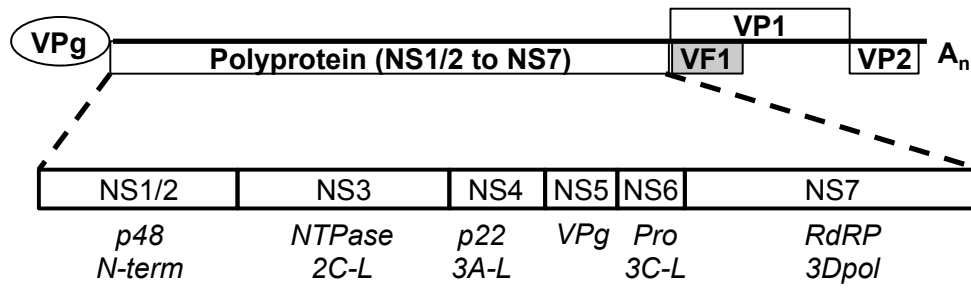 VP1
VPg
Polyprotein (NS1/2 to NS7) VF1 VP2 An
NS1/2 NS3 NS4 NS5 NS6 NS7
p48 NTPase p22 VPg Pro RdRP
N-term 2C-L 3A-L 3C-L 3Dpol